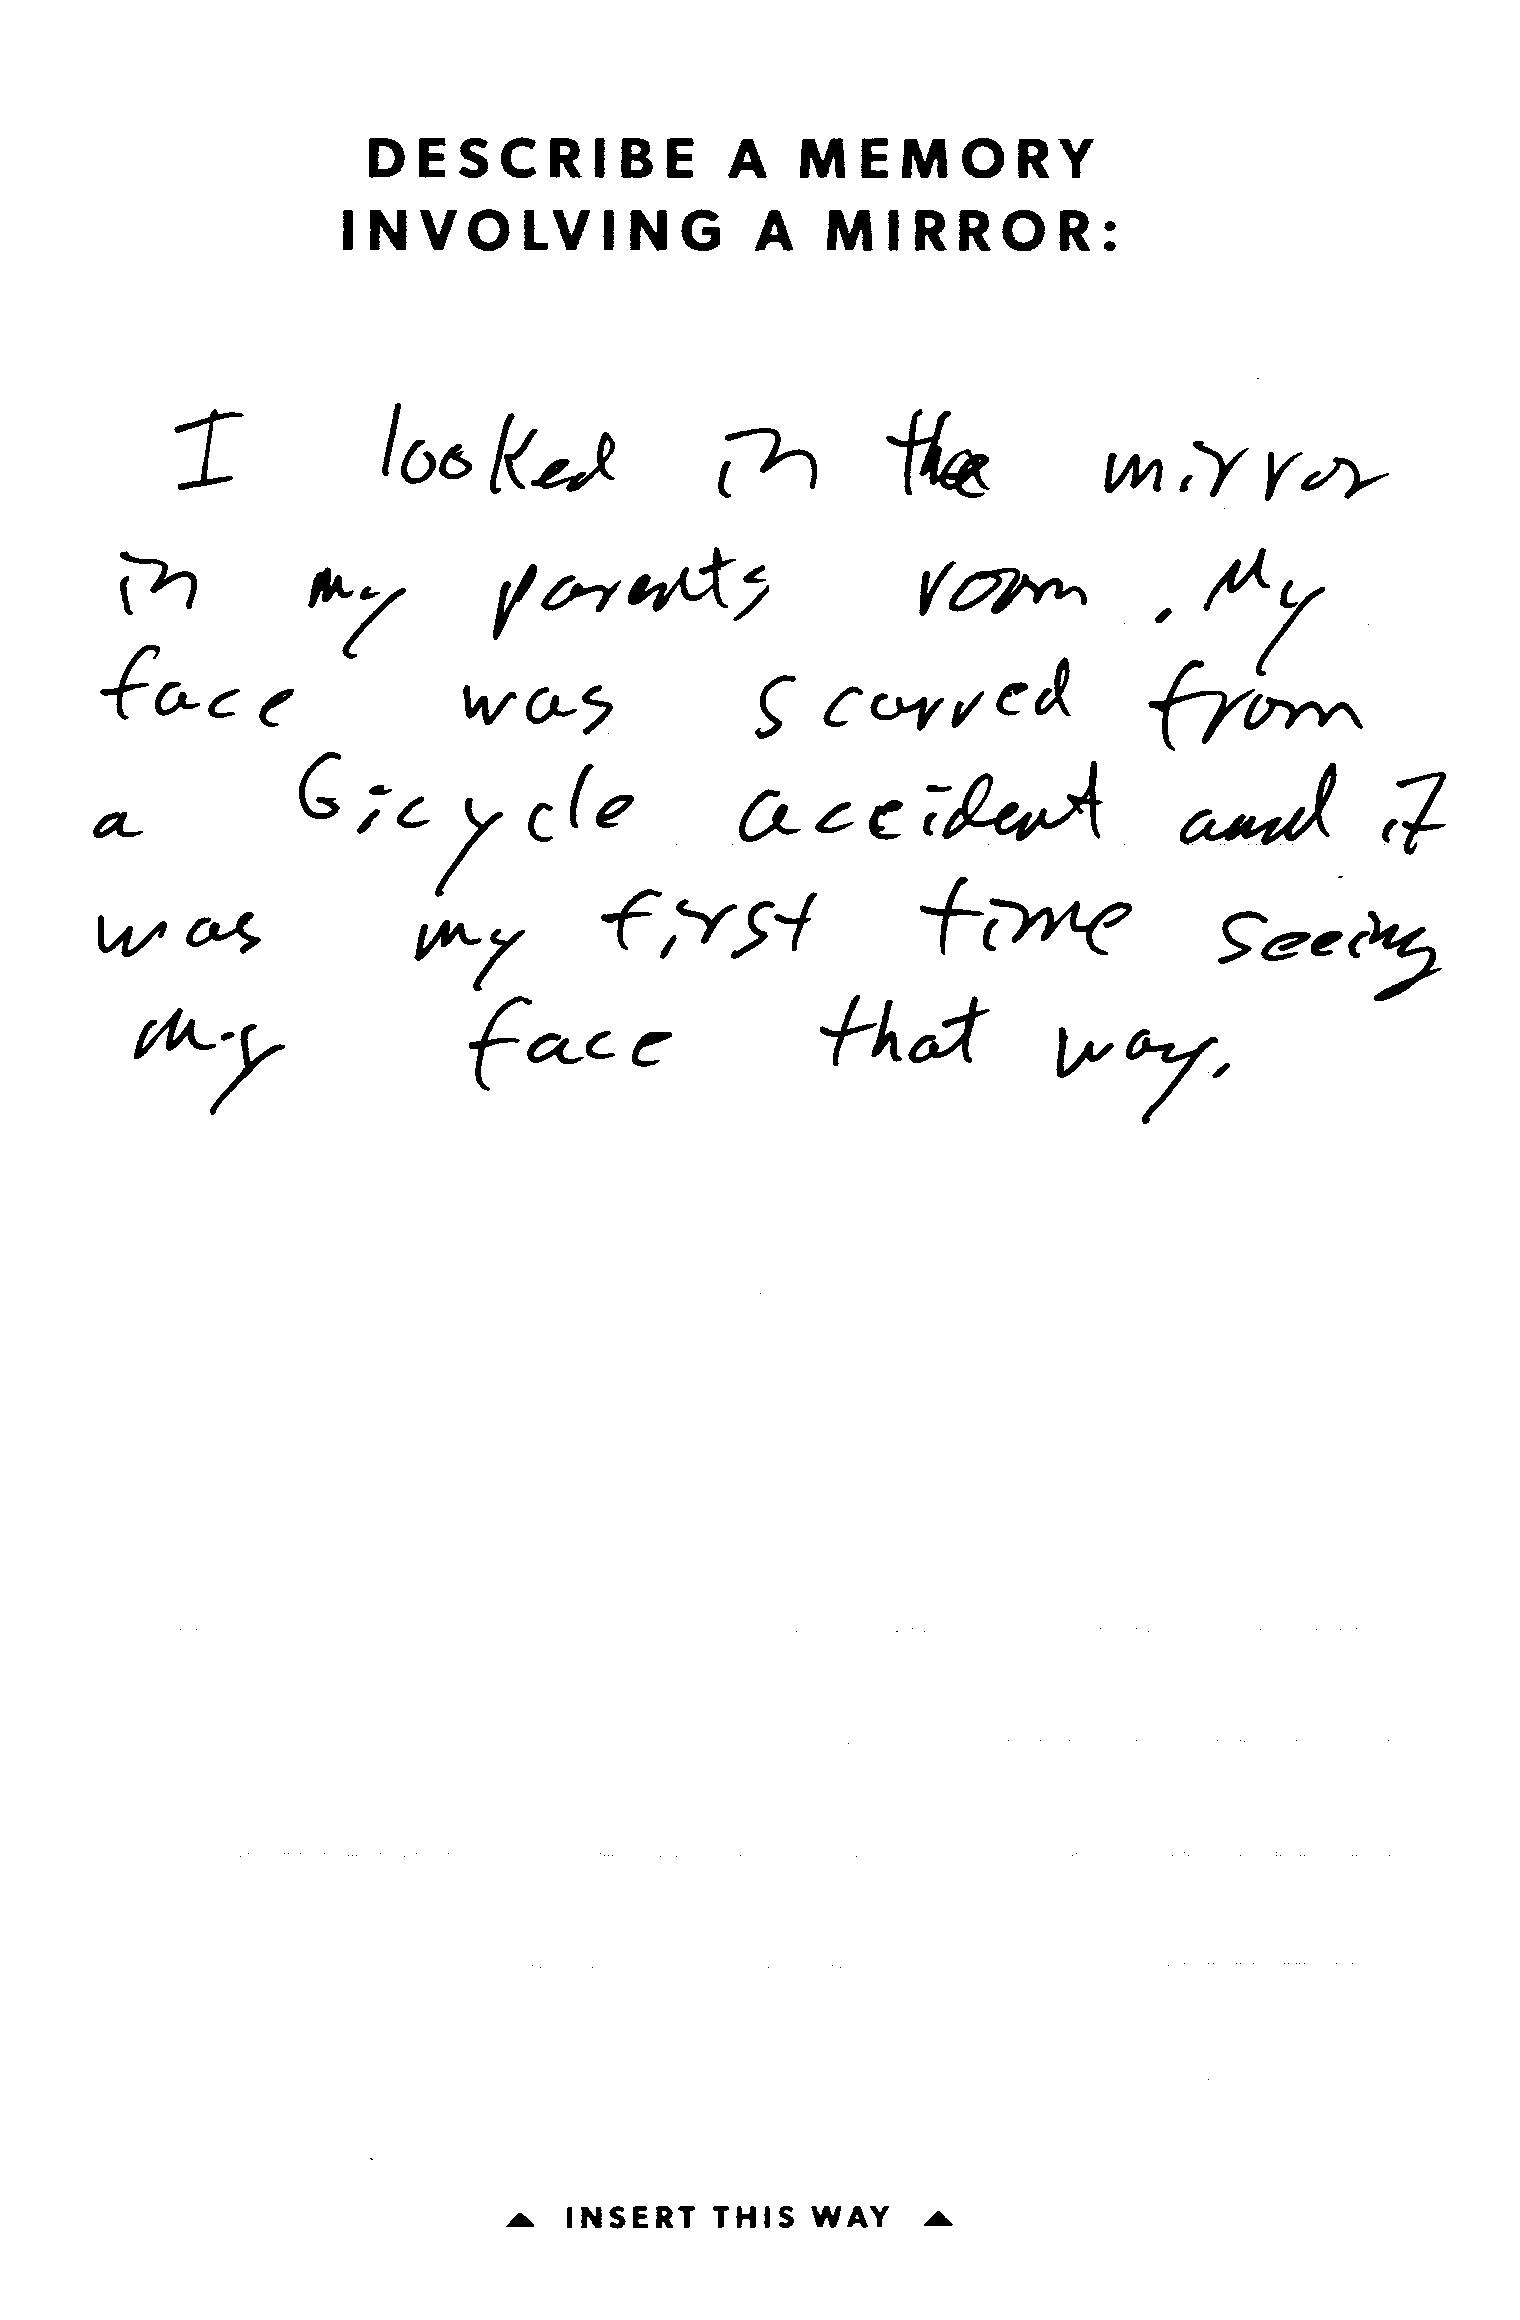 DESCRIBE A MEMORY
INVOLVING A MIRROR:
I looked in the mirror
in my parents room. My
face was scarred from
a bicycle accident and it
was my first time seeing
my face that way.
▲ INSERT THIS WAY ▲